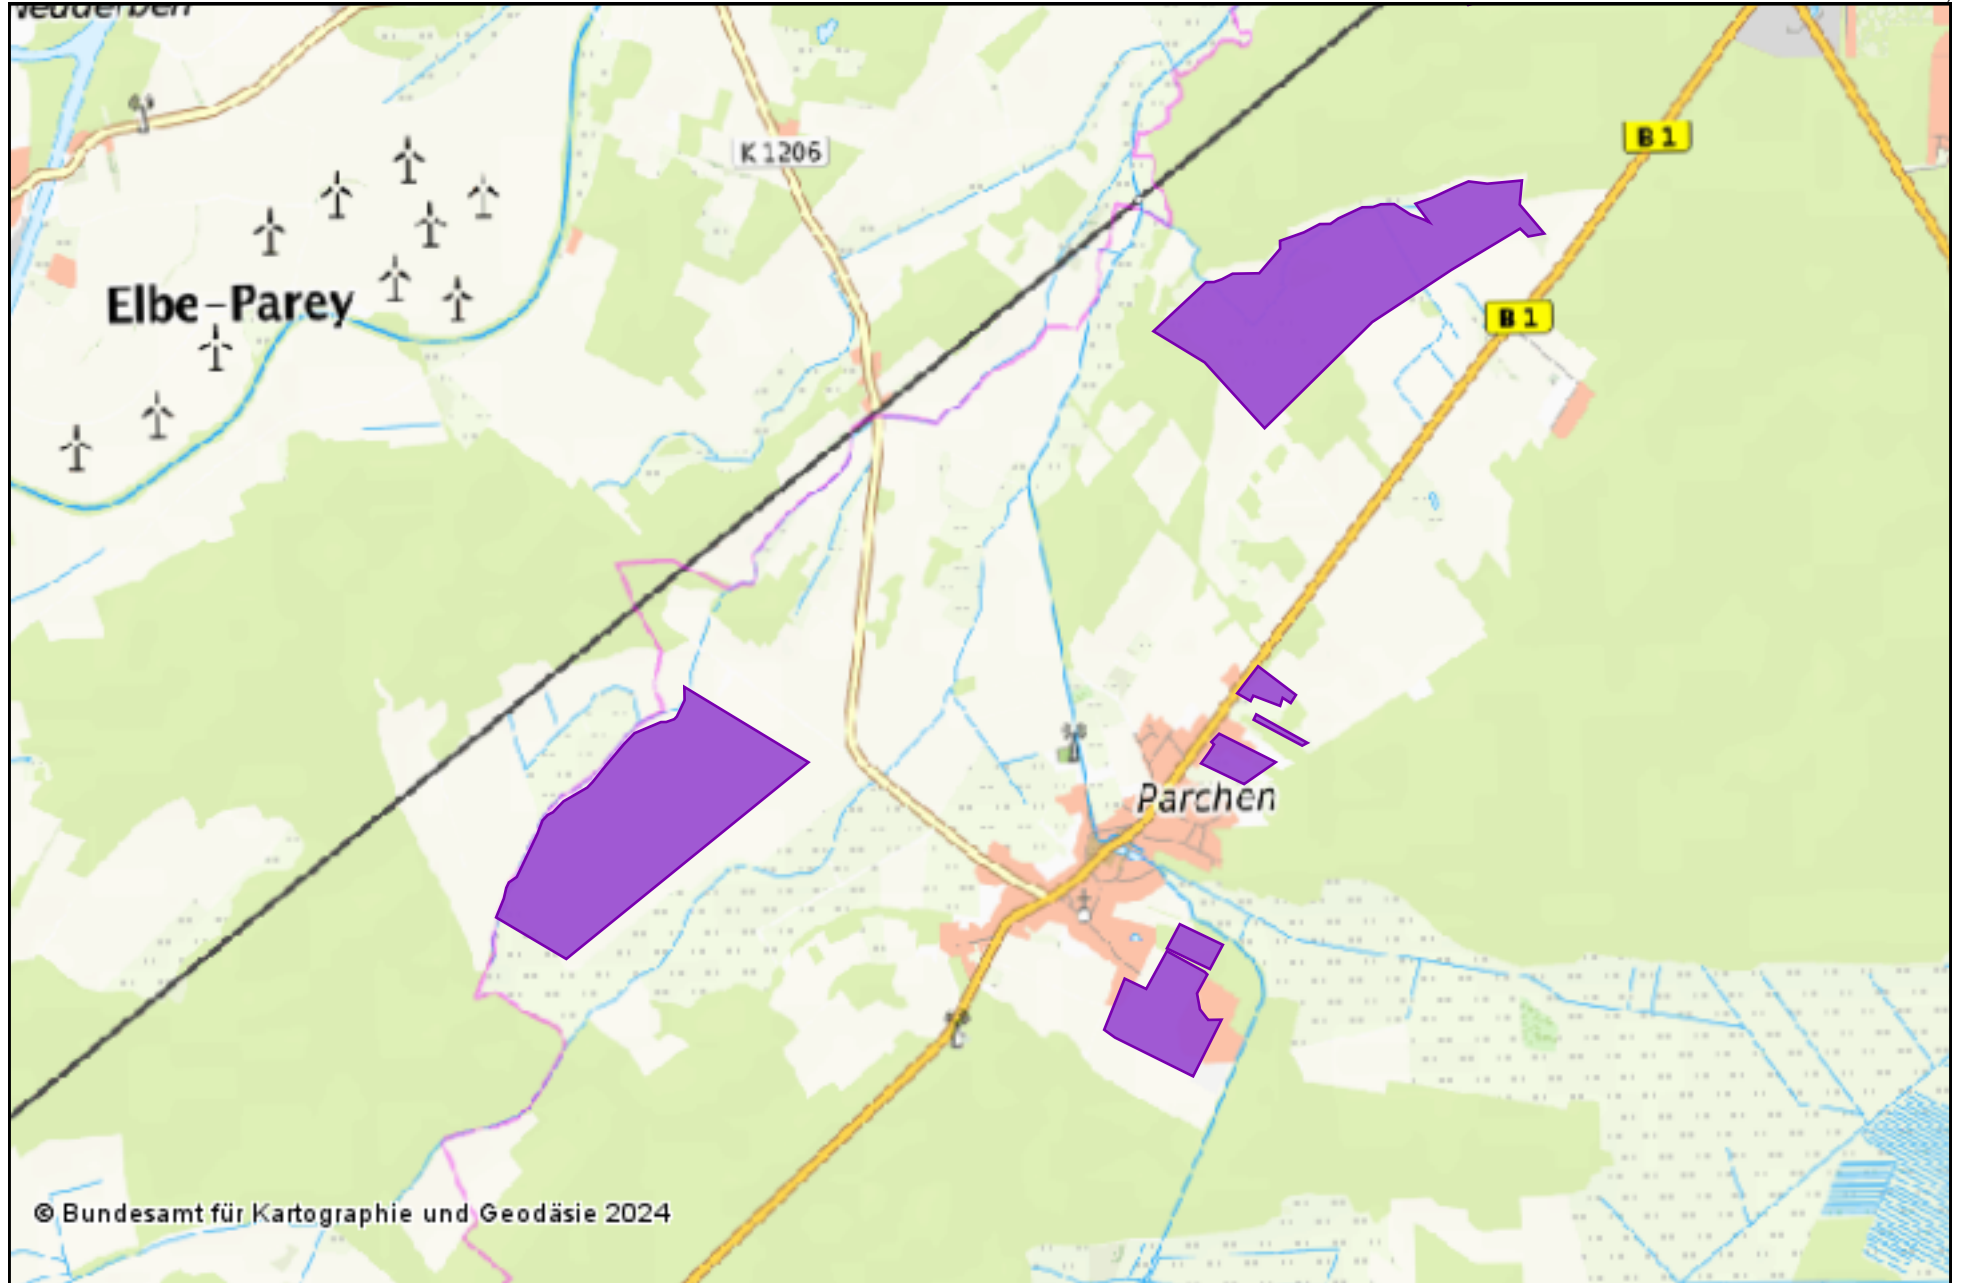 K 1206
B 1
Elbe-Parey
B 1
Parchen
© Bundesamt für Kartographie und Geodäsie 2024